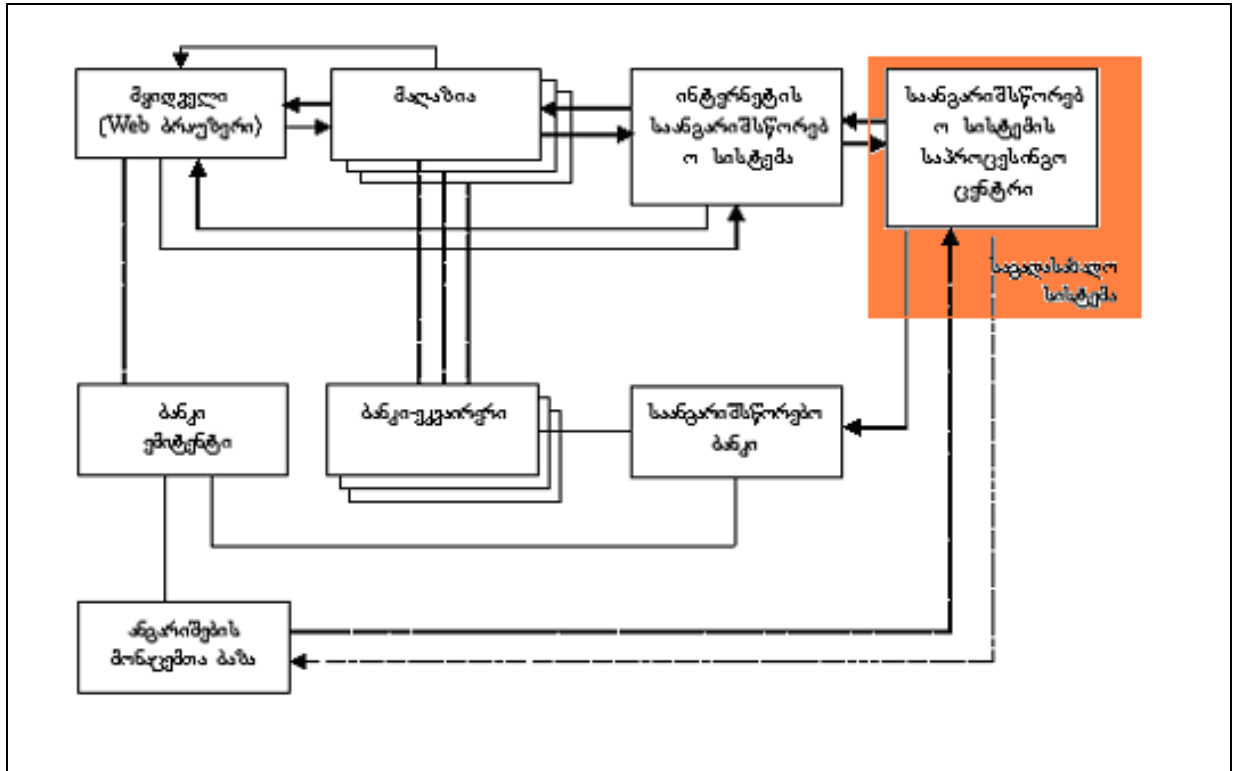 მყიდველი
(Web ბრაუზერი)
მაღაზია
ინტერნეტის
საანგარიშსწორებ
ო სისტემა
საანგარიშსწორებ
ო სისტემის
საპროცესინგო
ცენტრი
საგადასახადო
სისტემა
ბანკი
ემიტენტი
ბანკი-ეკვაირერი
საანგარიშსწორებო
ბანკი
ანგარიშების
მონაცემთა ბაზა